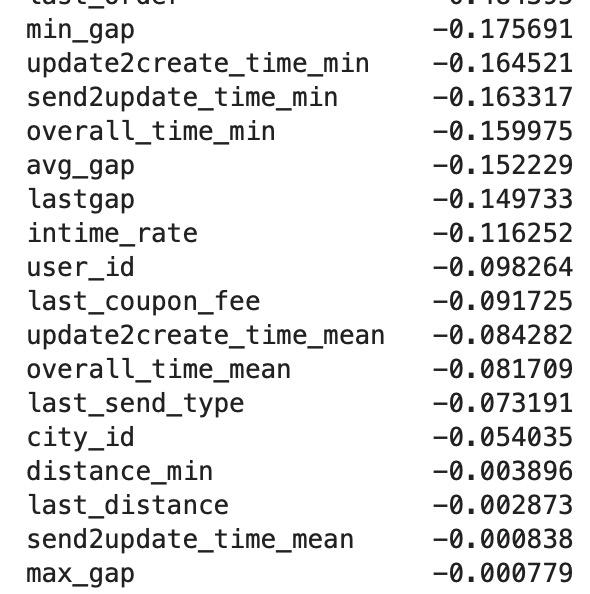 min_gap −0.175691
update2create_time_min −0.164521
send2update_time_min −0.163317
overall_time_min −0.159975
avg_gap −0.152229
lastgap −0.149733
intime_rate −0.116252
user_id −0.098264
last_coupon_fee −0.091725
update2create_time_mean −0.084282
overall_time_mean −0.081709
last_send_type −0.073191
city_id −0.054035
distance_min −0.003896
last_distance −0.002873
send2update_time_mean −0.000838
max_gap −0.000779